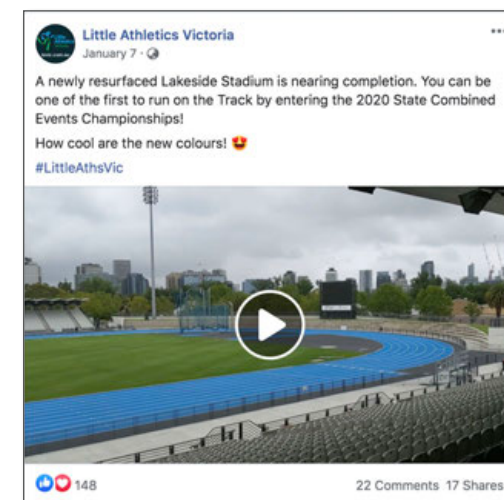 Little Athletics Victoria
January 7 ·
A newly resurfaced Lakeside Stadium is nearing completion. You can be
one of the first to run on the Track by entering the 2020 State Combined
Events Championships!
How cool are the new colours! 🤩
#LittleAthsVic
148
22 Comments 17 Shares